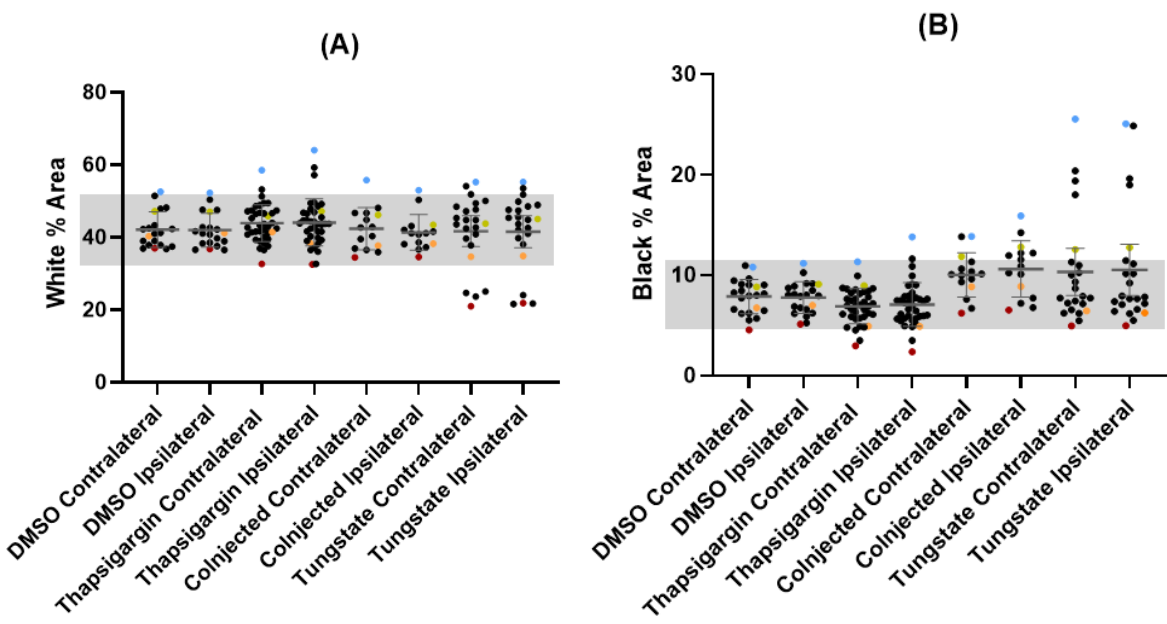 (A)
White % Area
80
60
40
20
0
DMSO Contralateral
DMSO Ipsilateral
Thapsigargin Contralateral
Thapsigargin Ipsilateral
CoInjected Contralateral
CoInjected Ipsilateral
Tungstate Contralateral
Tungstate Ipsilateral
(B)
Black % Area
30
20
10
0
DMSO Contralateral
DMSO Ipsilateral
Thapsigargin Contralateral
Thapsigargin Ipsilateral
CoInjected Contralateral
CoInjected Ipsilateral
Tungstate Contralateral
Tungstate Ipsilateral